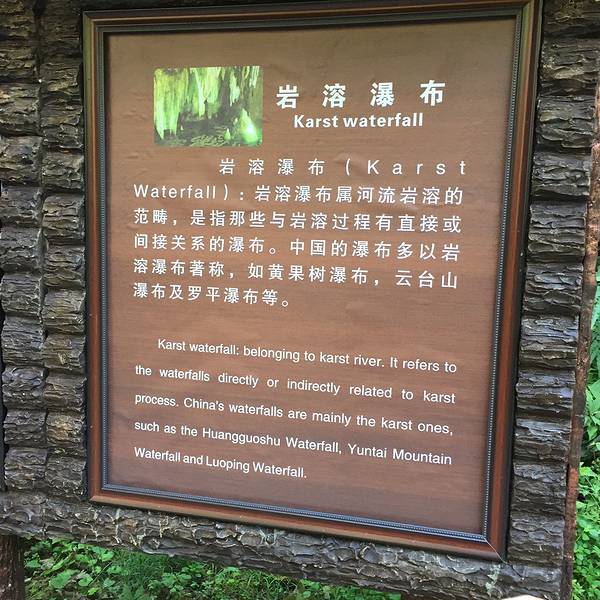 岩溶瀑布
Karst waterfall
岩溶瀑布(Karst
Waterfall)：岩溶瀑布属河流岩溶的
范畴，是指那些与岩溶过程有直接或
间接关系的瀑布。中国的瀑布多以岩
溶瀑布著称，如黄果树瀑布，云台山
瀑布及罗平瀑布等。
Karst waterfall: belonging to karst river. It refers to
the waterfalls directly or indirectly related to karst
process. China's waterfalls are mainly the karst ones,
such as the Huangguoshu Waterfall, Yuntai Mountain
Waterfall and Luoping Waterfall.